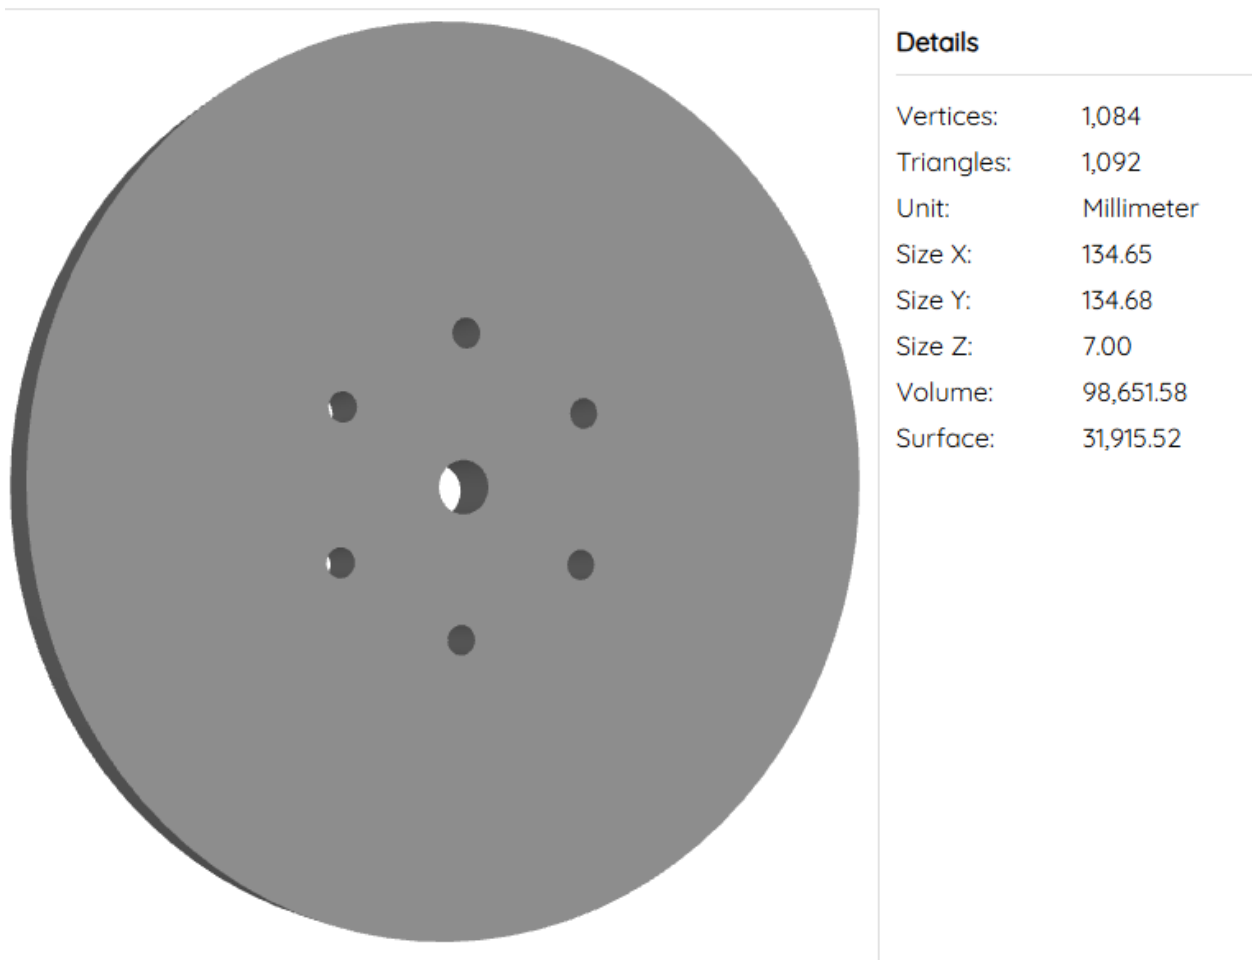 Details
Vertices: 1,084
Triangles: 1,092
Unit: Millimeter
Size X: 134.65
Size Y: 134.68
Size Z: 7.00
Volume: 98,651.58
Surface: 31,915.52